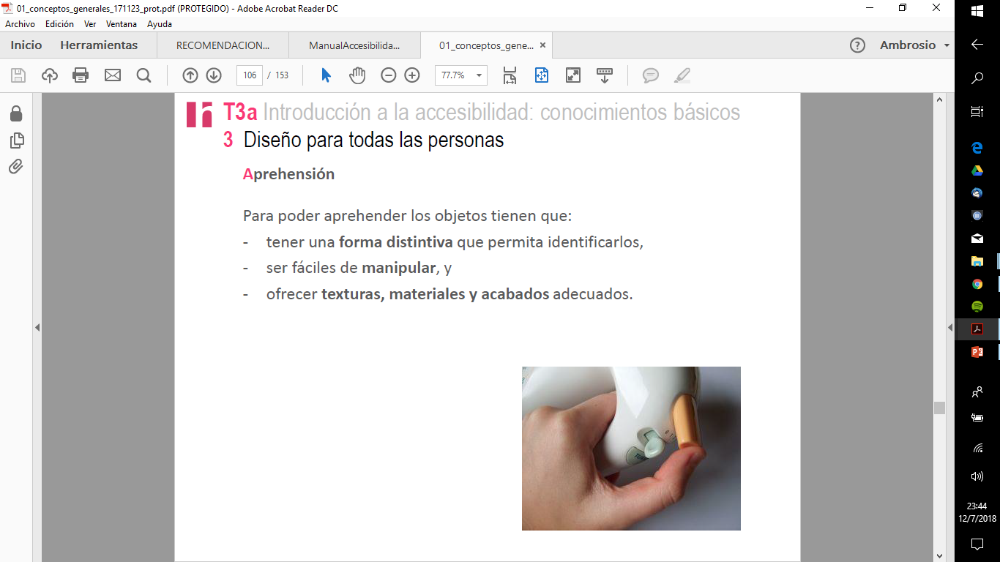 01_conceptos_generales_171123_prot.pdf (PROTEGIDO) - Adobe Acrobat Reader DC
Archivo Edición Ver Ventana Ayuda
Inicio Herramientas RECOMENDACION... ManualAccesibilida... 01_conceptos_gene... Ambrosio
106 / 153 77.7%
T3a Introducción a la accesibilidad: conocimientos básicos
3 Diseño para todas las personas
Aprehensión
Para poder aprehender los objetos tienen que:
- tener una forma distintiva que permita identificarlos,
- ser fáciles de manipular, y
- ofrecer texturas, materiales y acabados adecuados.
23:44
12/7/2018